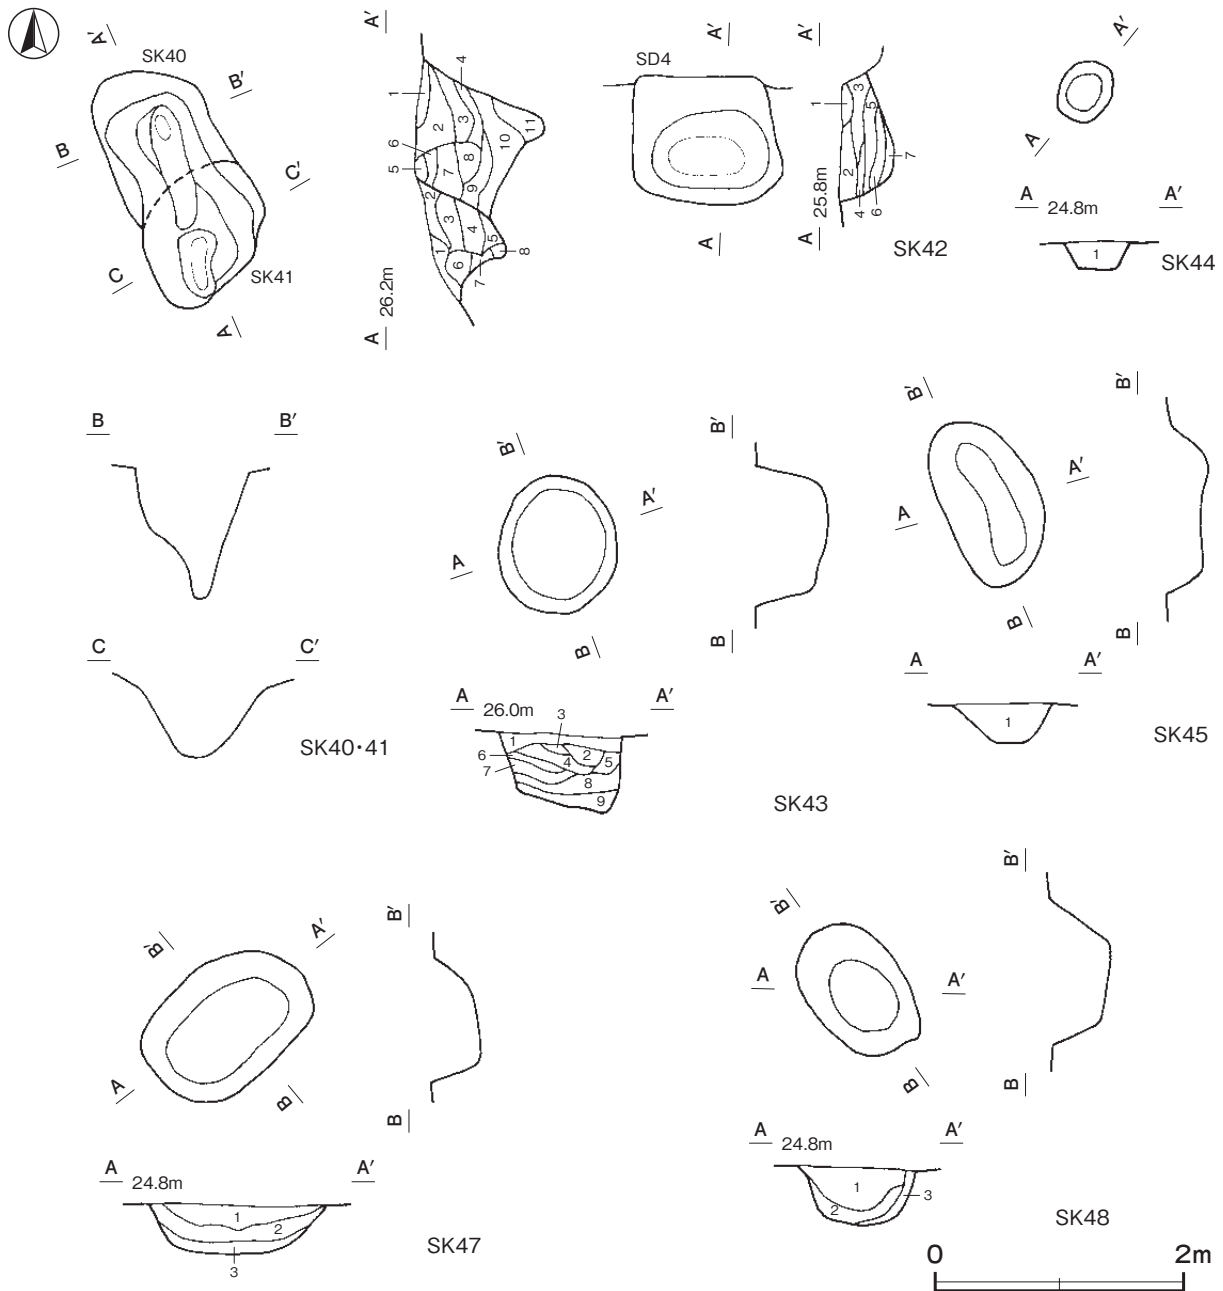 A'
SK40
B'
B
C'
C
SK41
A
A'
4
1
2
3
11
10
6
8
5
7
9
2
3
4
5
1
6
8
7
26.2m
A
SD4
A'
A
A'
1
3
5
2
7
4
6
25.8m
A
SK42
A'
A
A 24.8m A'
1
SK44
B B'
C C'
SK40・41
B'
A'
A
B
B'
B
A 26.0m A'
3
1
2
6
4
5
7
8
9
SK43
B'
A'
A
B
B'
B
A A'
1
SK45
B'
A'
A
B
B'
B
A 24.8m A'
1
2
3
SK47
B'
A A'
B
B'
B
A 24.8m A'
1
3
2
SK48
0 2m